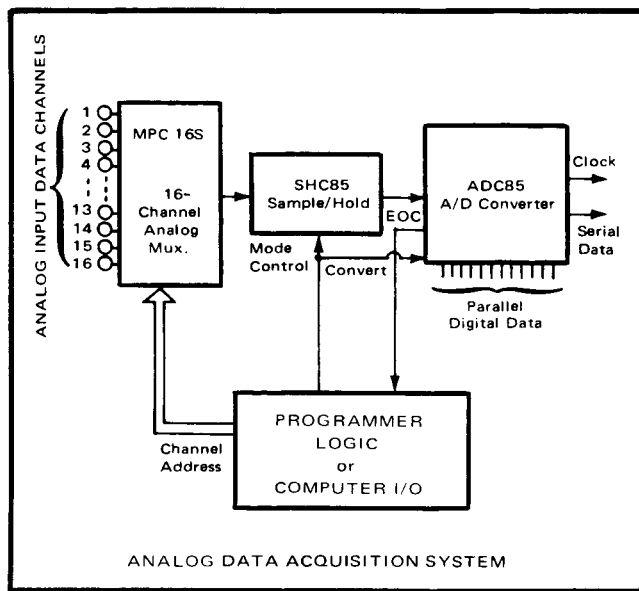 ANALOG INPUT DATA CHANNELS
1
2
3
4
13
14
15
16
MPC 16S
16-
Channel
Analog
Mux.
SHC85
Sample/Hold
EOC
ADC85
A/D Converter
Clock
Serial
Data
Mode
Control
Convert
Parallel
Digital Data
Channel
Address
PROGRAMMER
LOGIC
or
COMPUTER I/O
ANALOG DATA ACQUISITION SYSTEM